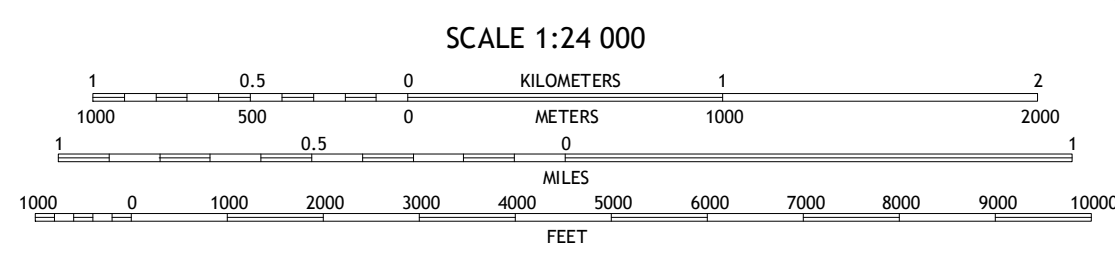 SCALE 1:24 000
1 0.5 0 KILOMETERS 1 2
1000 500 0 METERS 1000 2000
1 0.5 0 1
MILES
1000 0 1000 2000 3000 4000 5000 6000 7000 8000 9000 10000
FEET